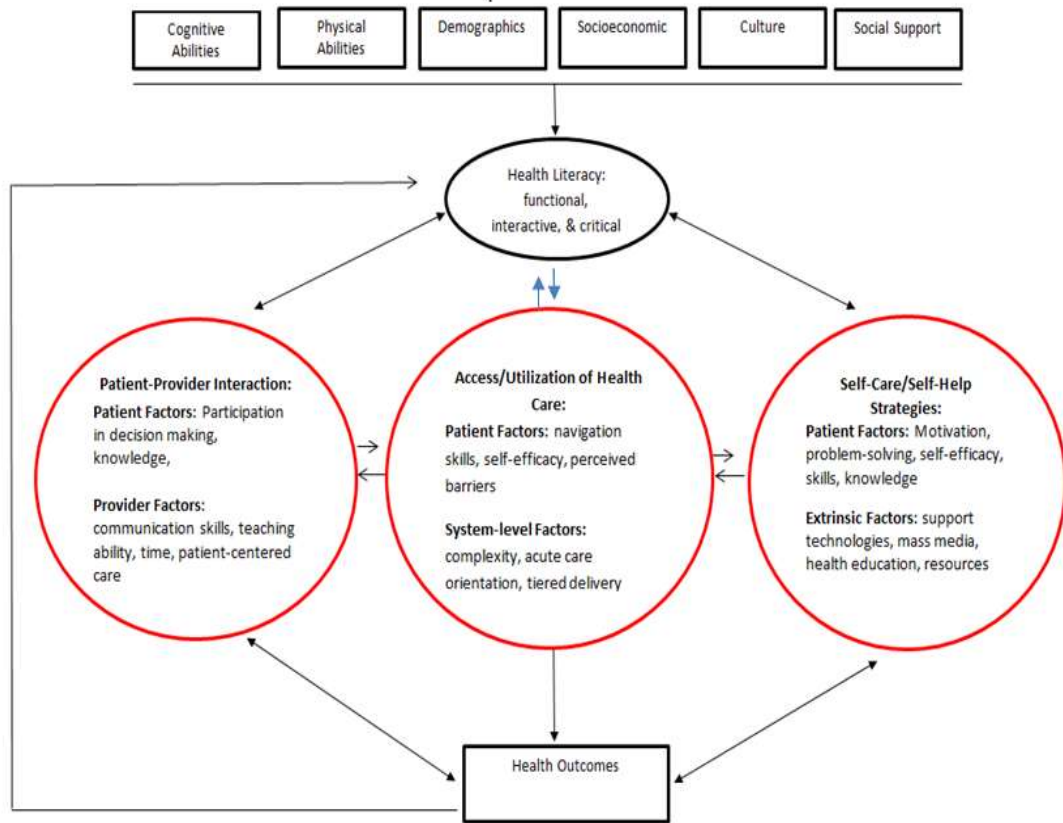 Cognitive
Abilities
Physical
Abilities
Demographics
Socioeconomic
Culture
Social Support
Health Literacy:
functional,
interactive, & critical
Patient-Provider Interaction:
Patient Factors: Participation
in decision making,
knowledge,
Provider Factors:
communication skills, teaching
ability, time, patient-centered
care
Access/Utilization of Health
Care:
Patient Factors: navigation
skills, self-efficacy, perceived
barriers
System-level Factors:
complexity, acute care
orientation, tiered delivery
Self-Care/Self-Help
Strategies:
Patient Factors: Motivation,
problem-solving, self-efficacy,
skills, knowledge
Extrinsic Factors: support
technologies, mass media,
health education, resources
Health Outcomes